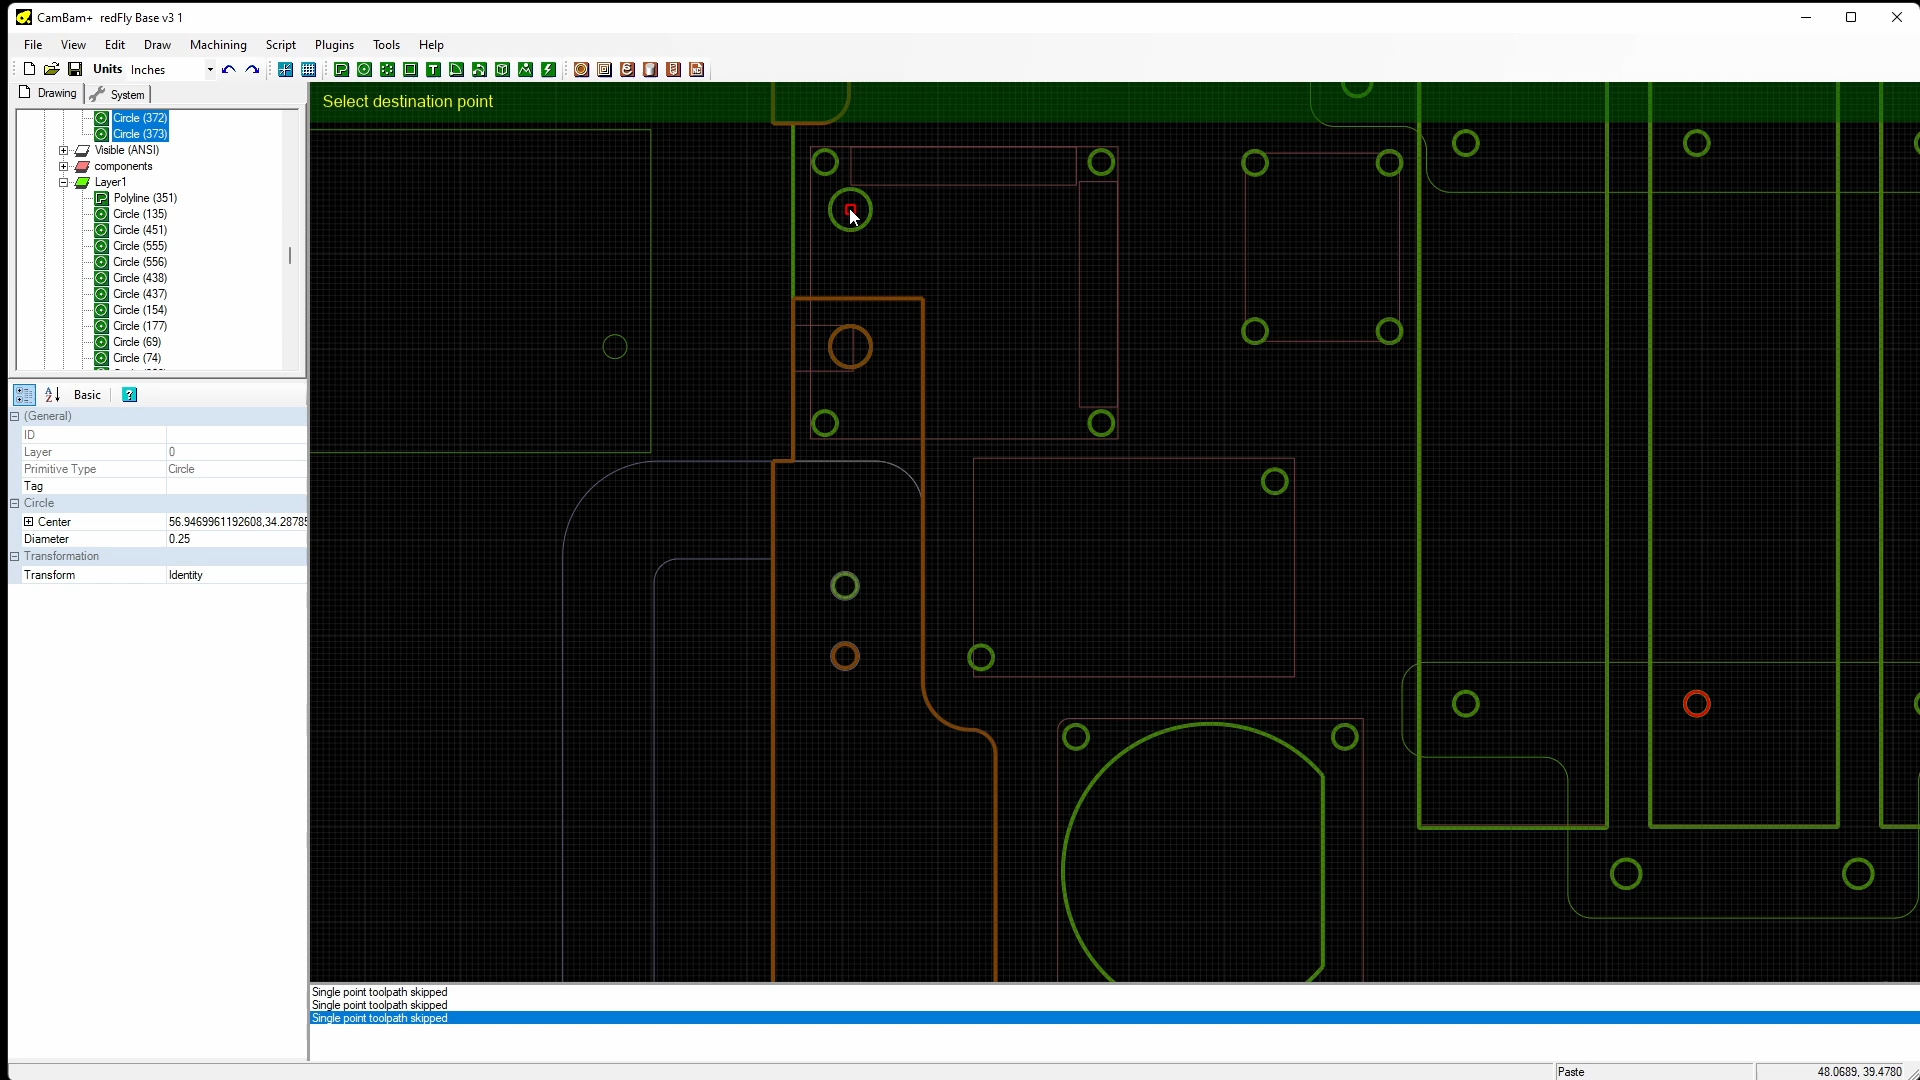 CamBam+ redFly Base v3 1
File View Edit Draw Machining Script Plugins Tools Help
Units Inches
Drawing System
Select destination point
Circle (372)
Circle (373)
Visible (ANSI)
components
Layer1
Polyline (351)
Circle (135)
Circle (451)
Circle (555)
Circle (556)
Circle (438)
Circle (437)
Circle (154)
Circle (177)
Circle (69)
Circle (74)
Basic
(General)
ID
Layer 0
Primitive Type Circle
Tag
Circle
Center 56.9469961192608,34.28785
Diameter 0.25
Transformation
Transform Identity
Single point toolpath skipped
Single point toolpath skipped
Single point toolpath skipped
Paste 48.0689, 39.4780